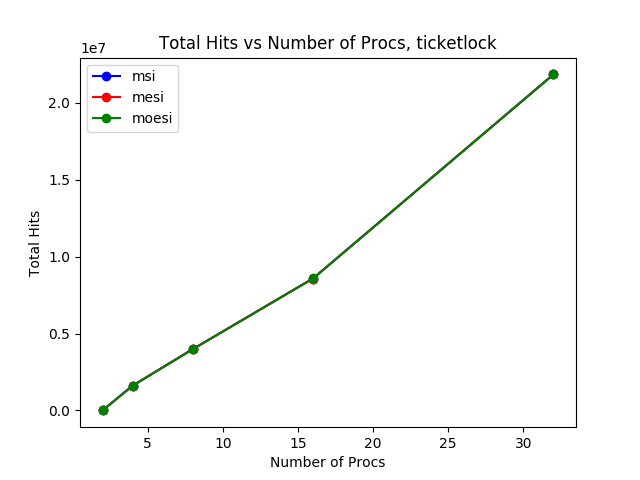 Total Hits vs Number of Procs, ticketlock
1e7
msi
mesi
moesi
2.0
1.5
1.0
0.5
0.0
Total Hits
5 10 15 20 25 30
Number of Procs